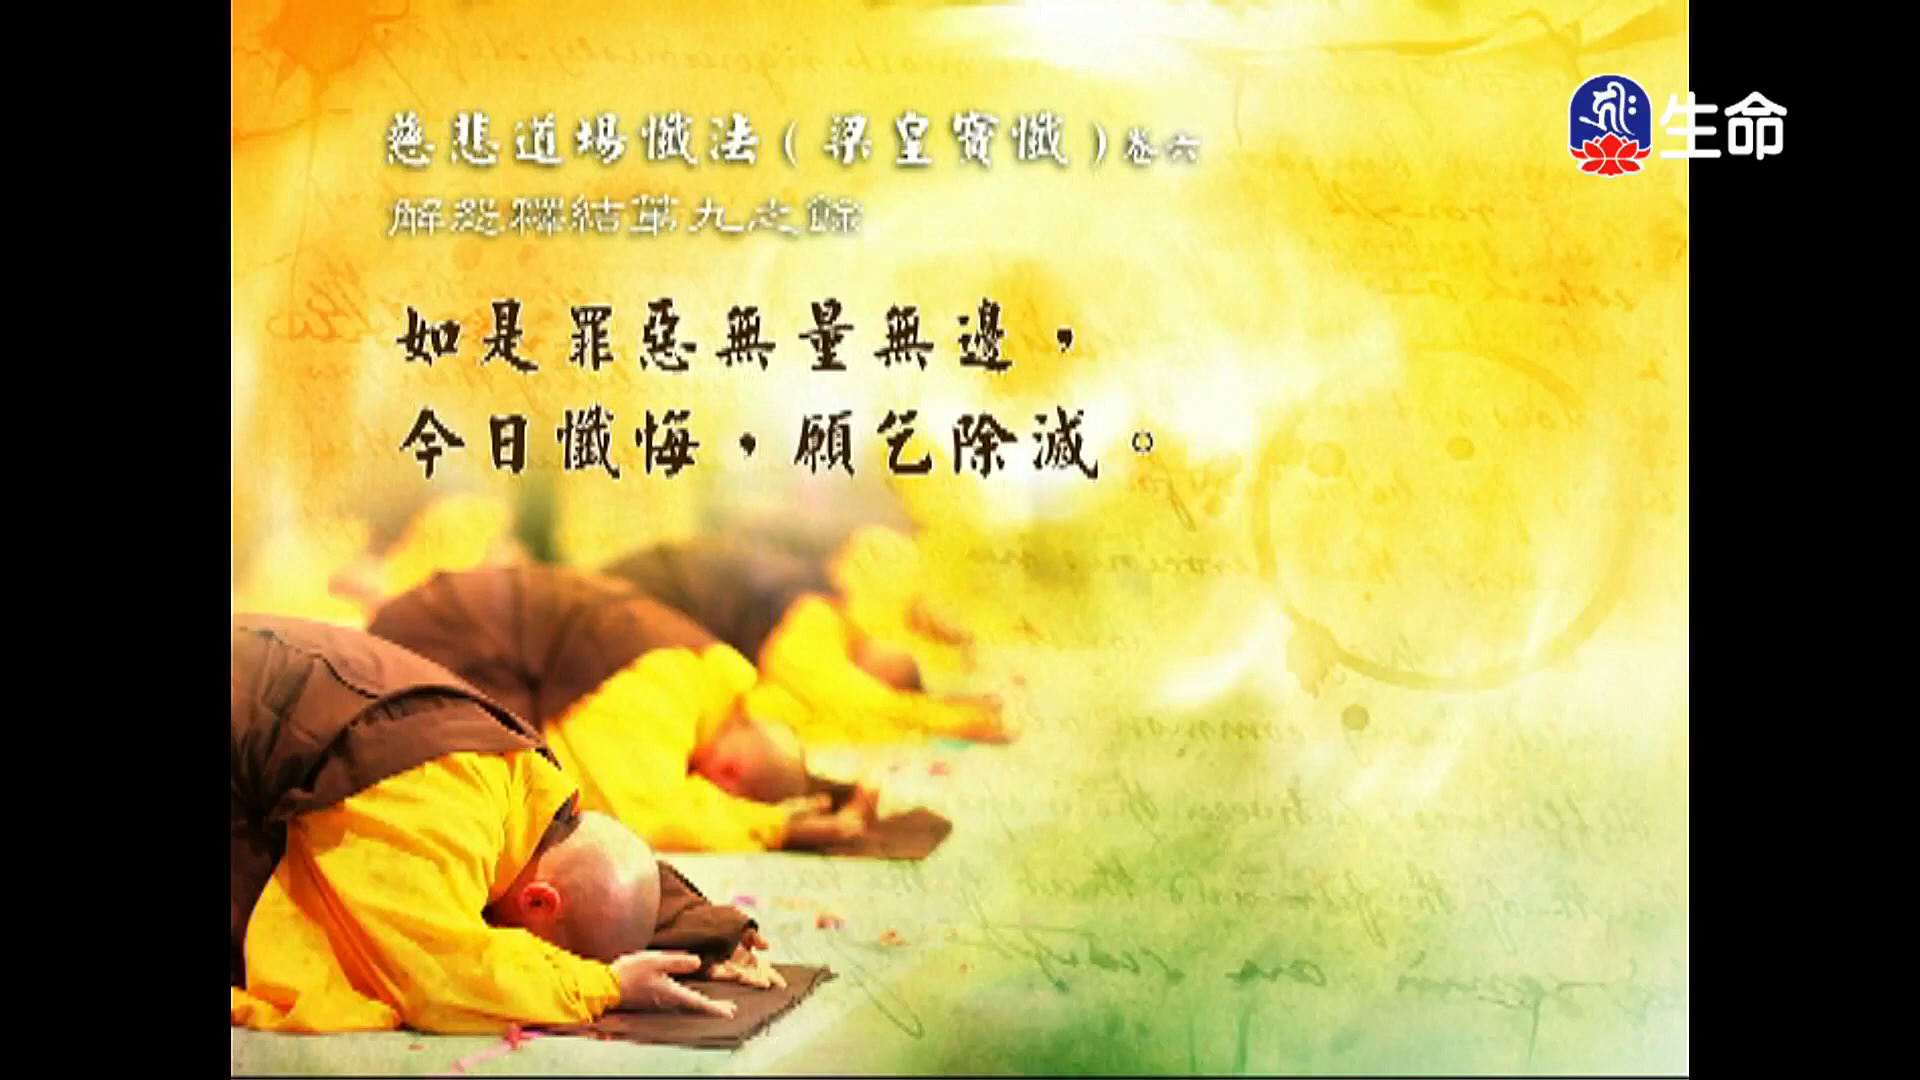 慈悲道場懺法(梁皇寶懺)卷六
解冤釋結第九之餘
如是罪惡無量無邊，
今日懺悔，願乞除滅。
生命